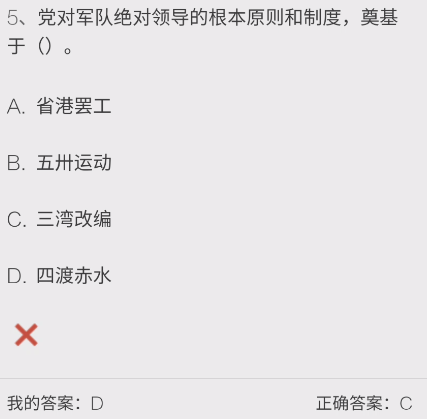 5、党对军队绝对领导的根本原则和制度，奠基
于（）。
A. 省港罢工
B. 五卅运动
C. 三湾改编
D. 四渡赤水
我的答案：D 正确答案：C